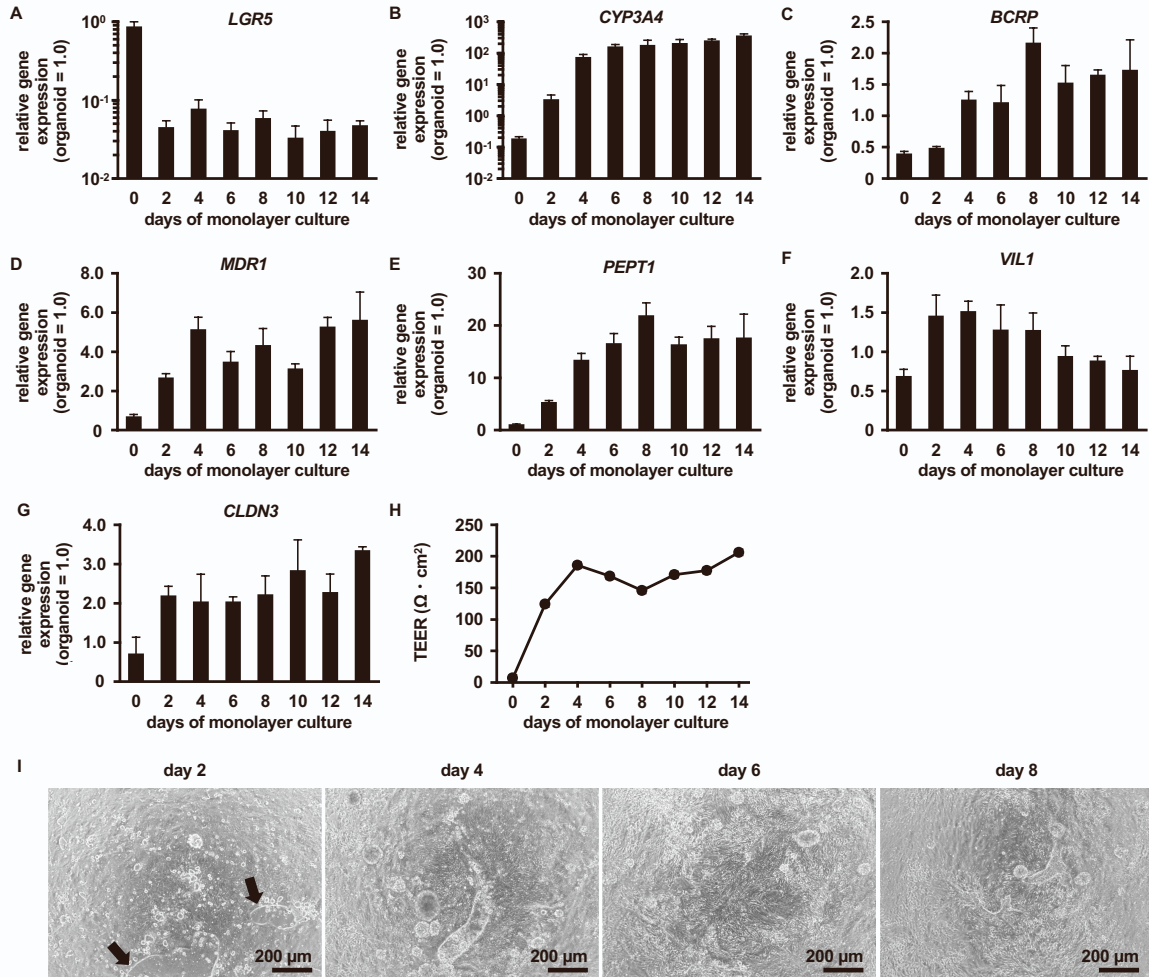 A
LGR5
relative gene
expression
(organoid = 1.0)
10⁰
10⁻¹
10⁻²
0 2 4 6 8 10 12 14
days of monolayer culture
B
CYP3A4
relative gene
expression
(organoid = 1.0)
10³
10²
10¹
10⁰
10⁻¹
10⁻²
0 2 4 6 8 10 12 14
days of monolayer culture
C
BCRP
relative gene
expression
(organoid = 1.0)
2.5
2.0
1.5
1.0
0.5
0
0 2 4 6 8 10 12 14
days of monolayer culture
D
MDR1
relative gene
expression
(organoid = 1.0)
8.0
6.0
4.0
2.0
0
0 2 4 6 8 10 12 14
days of monolayer culture
E
PEPT1
relative gene
expression
(organoid = 1.0)
30
20
10
0
0 2 4 6 8 10 12 14
days of monolayer culture
F
VIL1
relative gene
expression
(organoid = 1.0)
2.0
1.5
1.0
0.5
0
0 2 4 6 8 10 12 14
days of monolayer culture
G
CLDN3
relative gene
expression
(organoid = 1.0)
4.0
3.0
2.0
1.0
0
0 2 4 6 8 10 12 14
days of monolayer culture
H
TEER (Ω・cm²)
250
200
150
100
50
0
0 2 4 6 8 10 12 14
days of monolayer culture
I
day 2
day 4
day 6
day 8
200 µm
200 µm
200 µm
200 µm